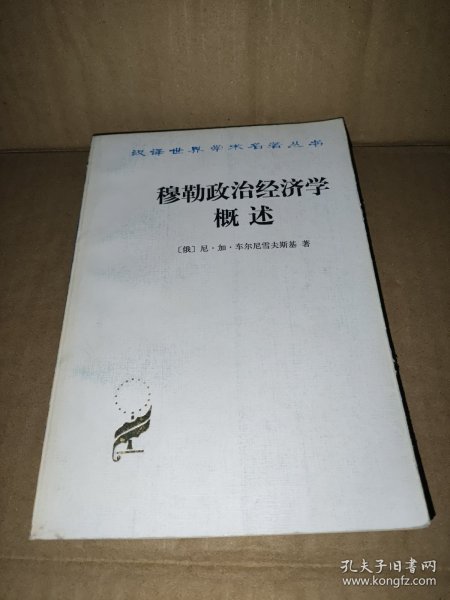 汉译世界学术名著丛书
穆勒政治经济学
概述
〔俄〕尼·加·车尔尼雪夫斯基 著
孔夫子旧书网
www.kongfz.com